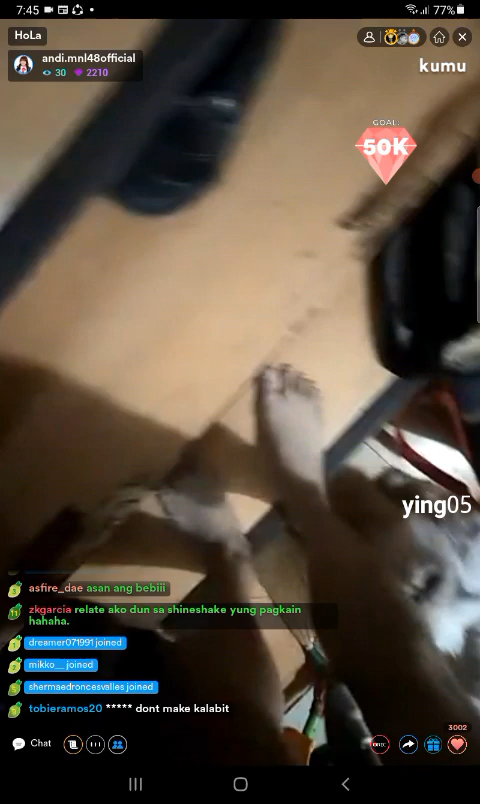 7:45
77%
HoLa
andi.mnl48official
30
2210
kumu
GOAL:
50K
ying05
asfire_dae asan ang bebiii
zkgarcia relate ako dun sa shineshake yung pagkain
hahaha.
dreamer071991 joined
mikko__ joined
shermaedroncesvalles joined
tobieramos20 ***** dont make kalabit
3002
Chat